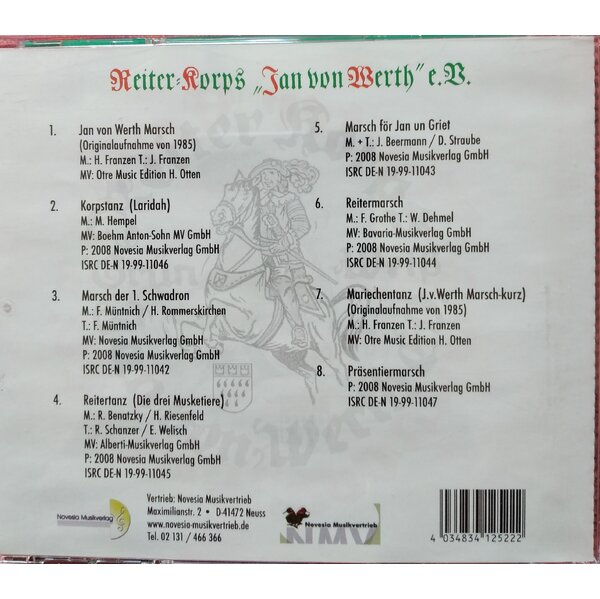 Reiter-Korps „Jan von Werth" e.V.
1. Jan von Werth Marsch
(Originalaufnahme von 1985)
M.: H. Franzen T.: J. Franzen
MV: Otre Music Edition H. Otten
2. Korpstanz (Laridah)
M.: M. Hempel
MV: Boehm Anton-Sohn MV GmbH
P: 2008 Novesia Musikverlag GmbH
ISRC DE-N 19-99-11046
3. Marsch der 1. Schwadron
M.: F. Müntnich / H. Rommerskirchen
T.: F. Müntnich
MV: Novesia Musikverlag GmbH
P: 2008 Novesia Musikverlag GmbH
ISRC DE-N 19-99-11042
4. Reitertanz (Die drei Musketiere)
M.: R. Benatzky / H. Riesenfeld
T.: R. Schanzer / E. Welisch
MV: Alberti-Musikverlag GmbH
P: 2008 Novesia Musikverlag GmbH
ISRC DE-N 19-99-11045
5. Marsch för Jan un Griet
M. + T.: J. Beermann / D. Straube
P: 2008 Novesia Musikverlag GmbH
ISRC DE-N 19-99-11043
6. Reitermarsch
M.: F. Grothe T.: W. Dehmel
MV: Bavaria-Musikverlag GmbH
P: 2008 Novesia Musikverlag GmbH
ISRC DE-N 19-99-11044
7. Mariechentanz (J.v.Werth Marsch-kurz)
(Originalaufnahme von 1985)
M.: H. Franzen T.: J. Franzen
MV: Otre Music Edition H. Otten
8. Präsentiermarsch
P: 2008 Novesia Musikverlag GmbH
ISRC DE-N 19-99-11047
Novesia Musikverlag
Vertrieb: Novesia Musikvertrieb
Maximilianstr. 2 • D-41472 Neuss
www.novesia-musikvertrieb.de
Tel. 02 131 / 466 366
Novesia Musikvertrieb
NMV
4 034834 125222